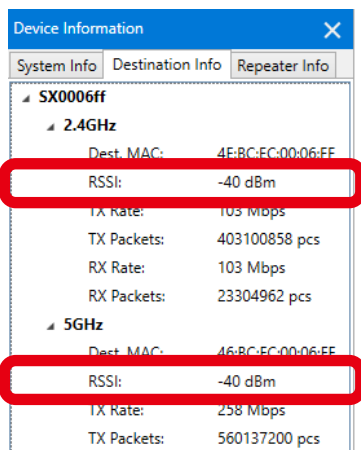 Device Information
System Info Destination Info Repeater Info
SX0006ff
2.4GHz
Dest. MAC: 4E:BC:EC:00:06:FF
RSSI: -40 dBm
TX Rate: 103 Mbps
TX Packets: 403100858 pcs
RX Rate: 103 Mbps
RX Packets: 23304962 pcs
5GHz
Dest. MAC: 46:BC:EC:00:06:FF
RSSI: -40 dBm
TX Rate: 258 Mbps
TX Packets: 560137200 pcs